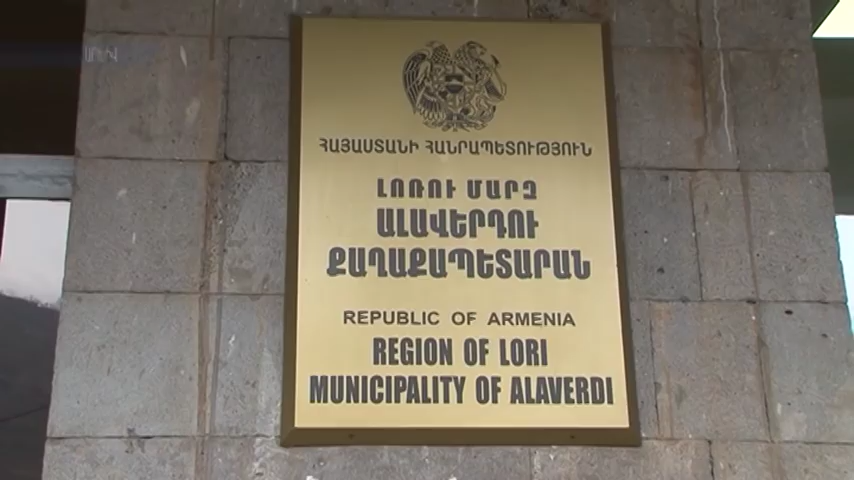 ՀԱՅԱՍՏԱՆԻ ՀԱՆՐԱՊԵՏՈՒԹՅՈՒՆ
ԼՈՌՈՒ ՄԱՐԶ
ԱԼԱՎԵՐԴՈՒ
ՔԱՂԱՔԱՊԵՏԱՐԱՆ
REPUBLIC OF ARMENIA
REGION OF LORI
MUNICIPALITY OF ALAVERDI